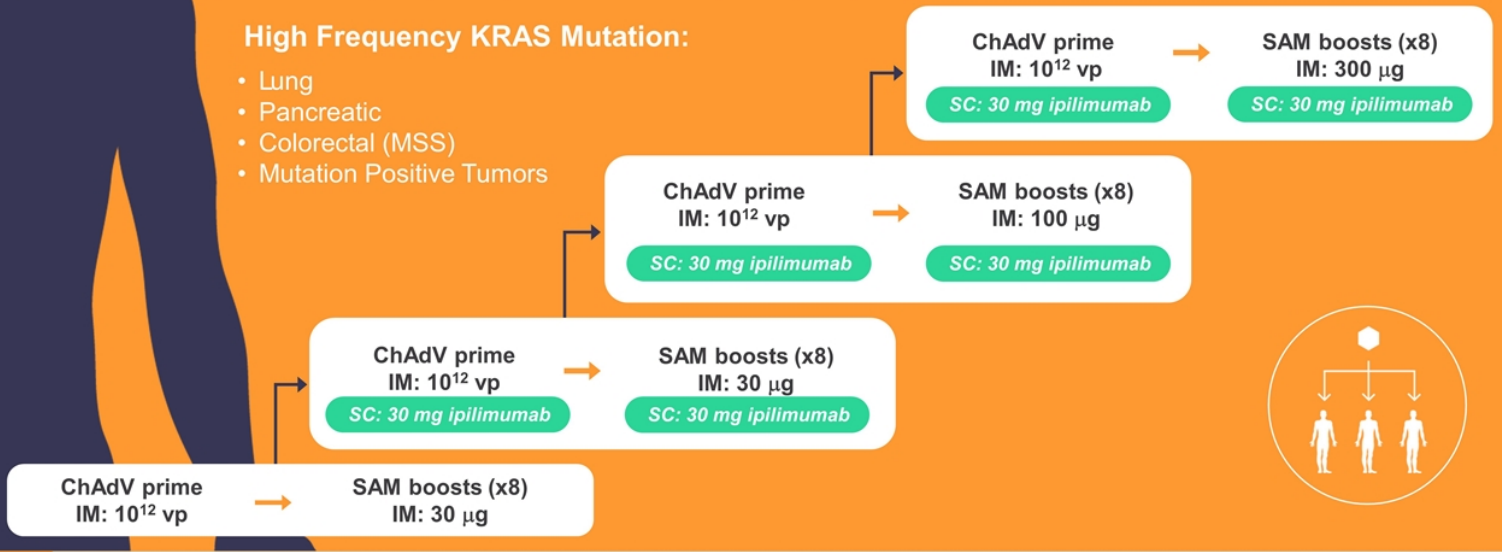 High Frequency KRAS Mutation:
• Lung
• Pancreatic
• Colorectal (MSS)
• Mutation Positive Tumors
ChAdV prime
IM: 10¹² vp
SC: 30 mg ipilimumab
SAM boosts (x8)
IM: 300 µg
SC: 30 mg ipilimumab
ChAdV prime
IM: 10¹² vp
SC: 30 mg ipilimumab
SAM boosts (x8)
IM: 100 µg
SC: 30 mg ipilimumab
ChAdV prime
IM: 10¹² vp
SC: 30 mg ipilimumab
SAM boosts (x8)
IM: 30 µg
SC: 30 mg ipilimumab
ChAdV prime
IM: 10¹² vp
SAM boosts (x8)
IM: 30 µg